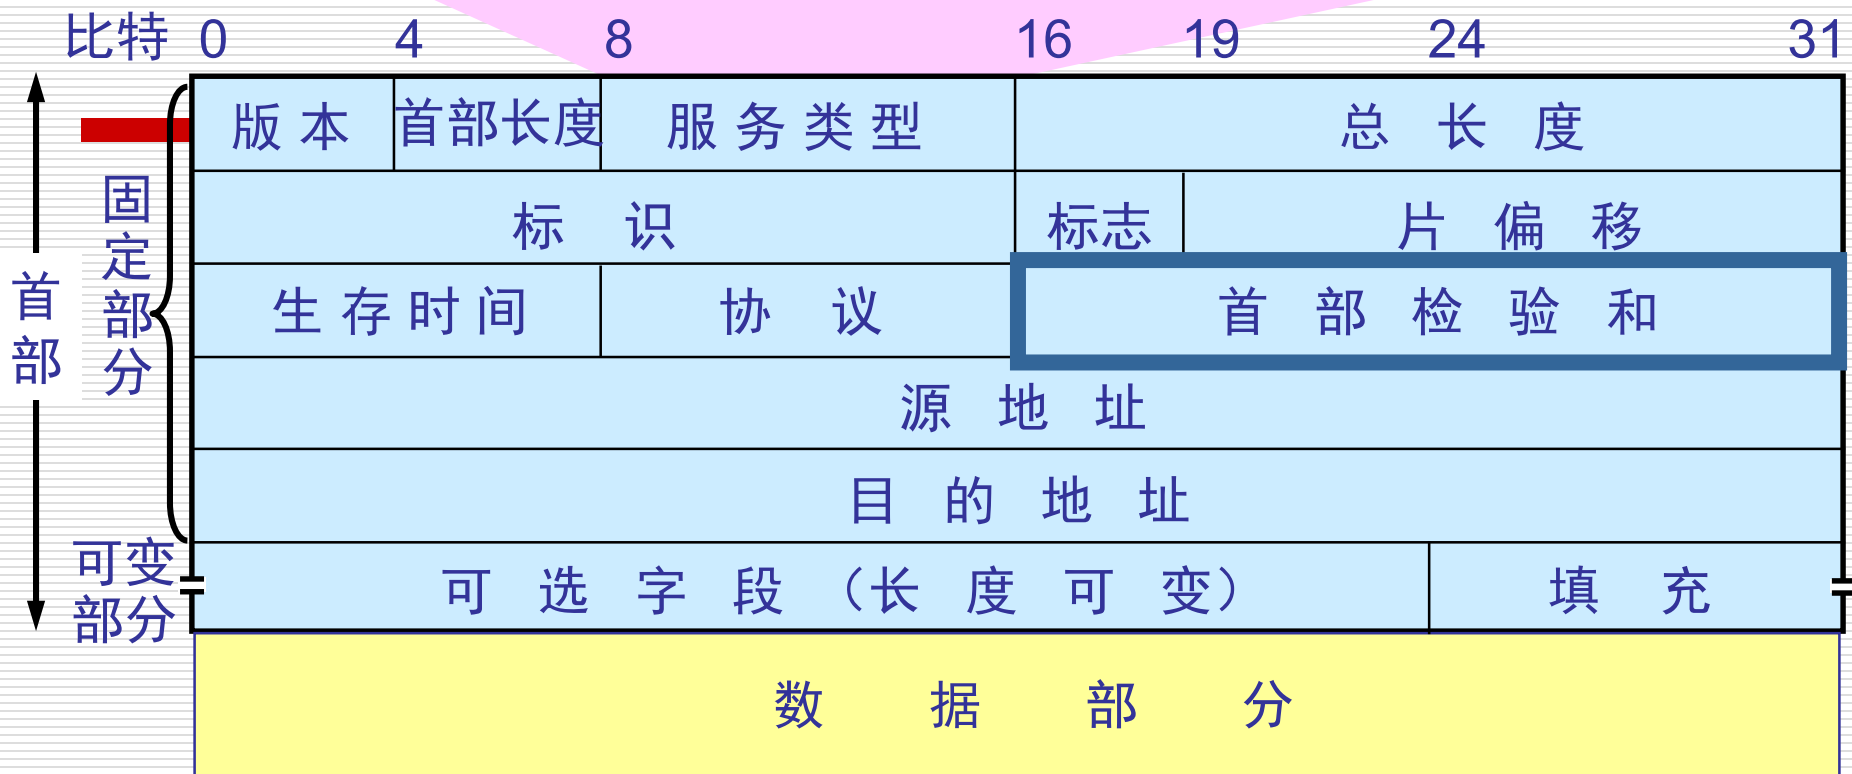 比特 0 4 8 16 19 24 31
版本 首部长度 服务类型 总长度
标识 标志 片偏移
生存时间 协议 首部检验和
源地址
目的地址
可选字段（长度可变） 填充
数据部分
首部
固定部分
可变
部分